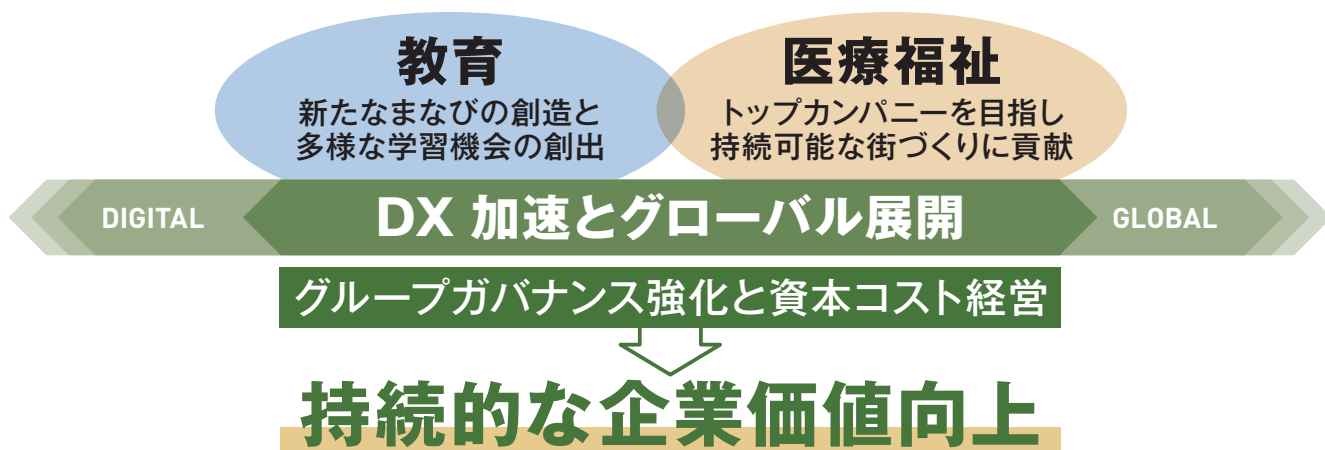 教育
新たなまなびの創造と
多様な学習機会の創出
医療福祉
トップカンパニーを目指し
持続可能な街づくりに貢献
DIGITAL
DX 加速とグローバル展開
GLOBAL
グループガバナンス強化と資本コスト経営
持続的な企業価値向上